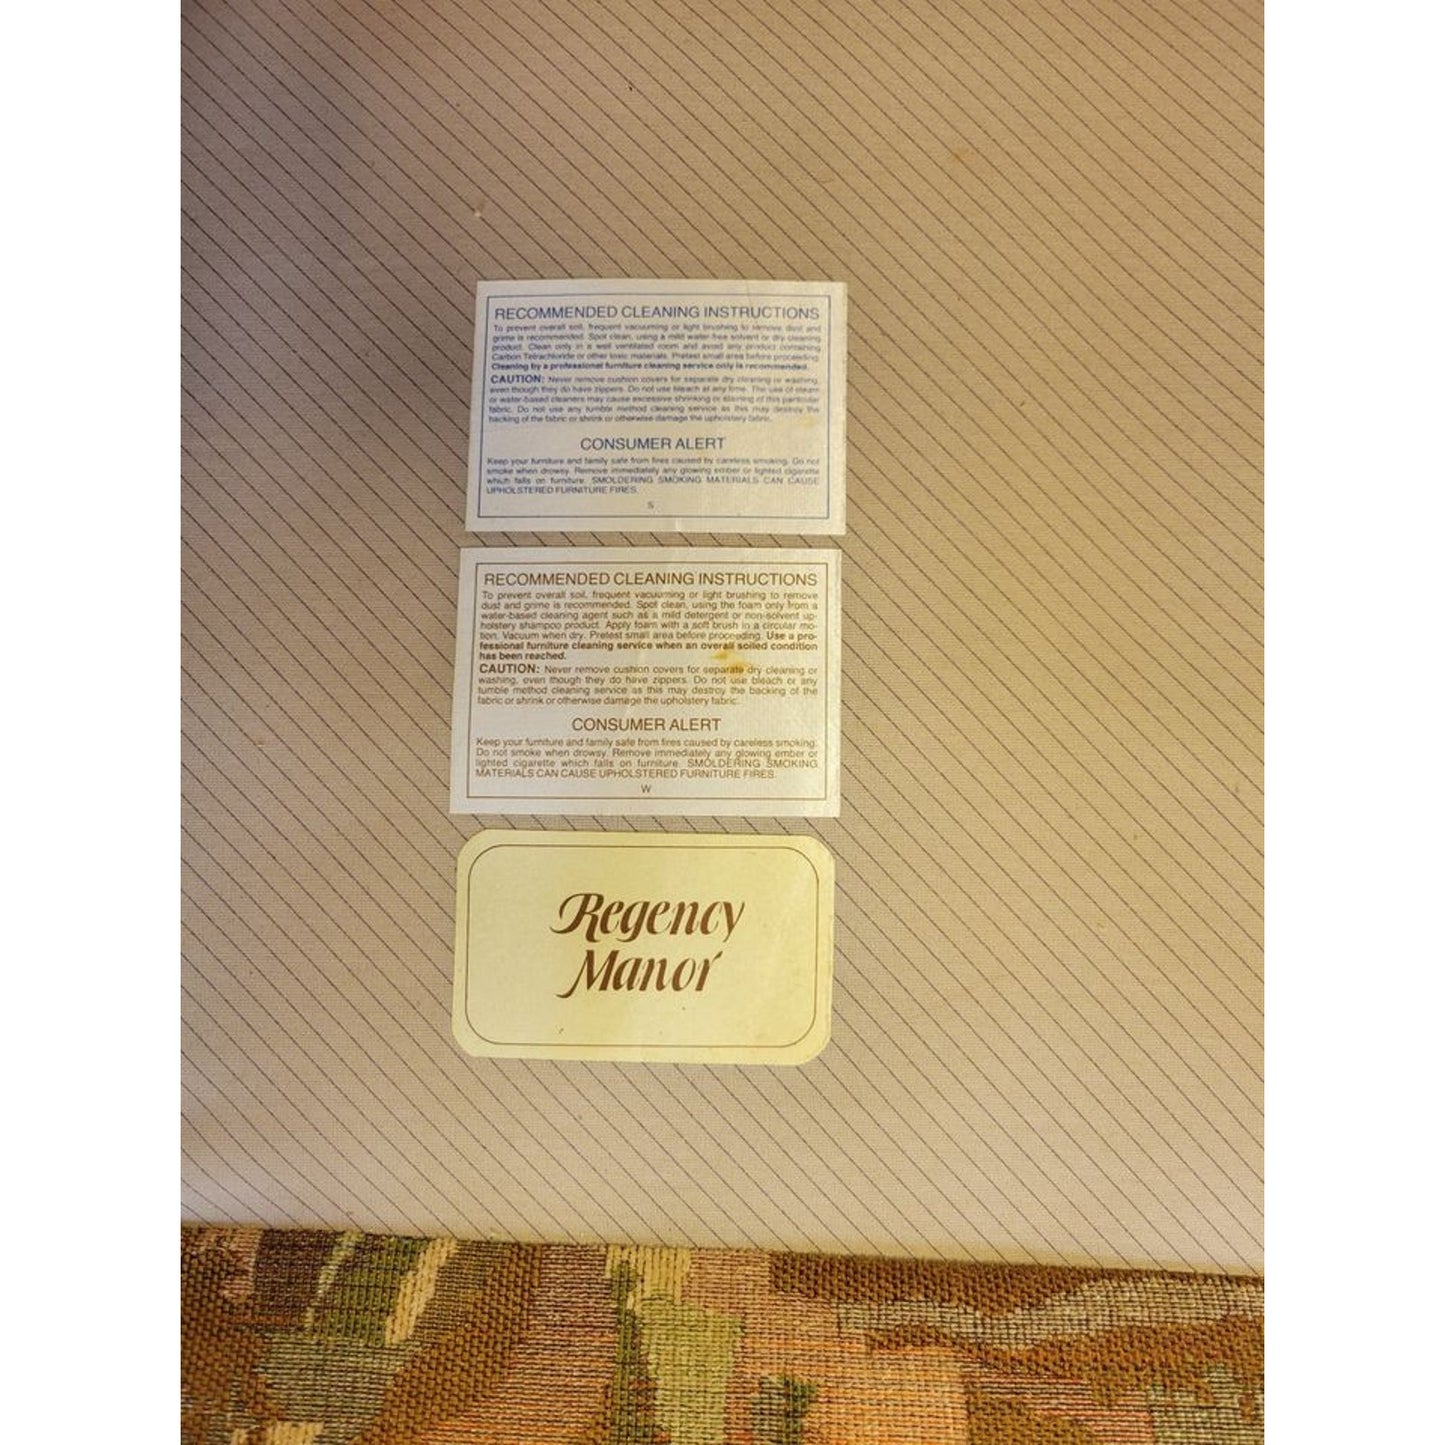 RECOMMENDED CLEANING INSTRUCTIONS
To prevent overall soil, frequent vacuuming or light brushing to remove dust and
grime is recommended. Spot clean, using a mild water-free solvent or dry cleaning
product. Clean only in a well ventilated room and avoid any product containing
Carbon Tetrachloride or other toxic materials. Pretest small area before proceeding.
Cleaning by a professional furniture cleaning service only is recommended.
CAUTION: Never remove cushion covers for separate dry cleaning or washing,
even though they do have zippers. Do not use bleach at any time. The use of steam
or water-based cleaners may cause excessive shrinking or staining of this particular
fabric. Do not use any tumble method cleaning service as this may destroy the
backing of the fabric or shrink or otherwise damage the upholstery fabric.
CONSUMER ALERT
Keep your furniture and family safe from fires caused by careless smoking. Do not
smoke when drowsy. Remove immediately any glowing ember or lighted cigarette
which falls on furniture. SMOLDERING SMOKING MATERIALS CAN CAUSE
UPHOLSTERED FURNITURE FIRES.
S
RECOMMENDED CLEANING INSTRUCTIONS
To prevent overall soil, frequent vacuuming or light brushing to remove
dust and grime is recommended. Spot clean, using the foam only from a
water-based cleaning agent such as a mild detergent or non-solvent up-
holstery shampoo product. Apply foam with a soft brush in a circular mo-
tion. Vacuum when dry. Pretest small area before proceeding. Use a pro-
fessional furniture cleaning service when an overall soiled condition
has been reached.
CAUTION: Never remove cushion covers for separate dry cleaning or
washing, even though they do have zippers. Do not use bleach or any
tumble method cleaning service as this may destroy the backing of the
fabric or shrink or otherwise damage the upholstery fabric.
CONSUMER ALERT
Keep your furniture and family safe from fires caused by careless smoking.
Do not smoke when drowsy. Remove immediately any glowing ember or
lighted cigarette which falls on furniture. SMOLDERING SMOKING
MATERIALS CAN CAUSE UPHOLSTERED FURNITURE FIRES.
W
Regency
Manor